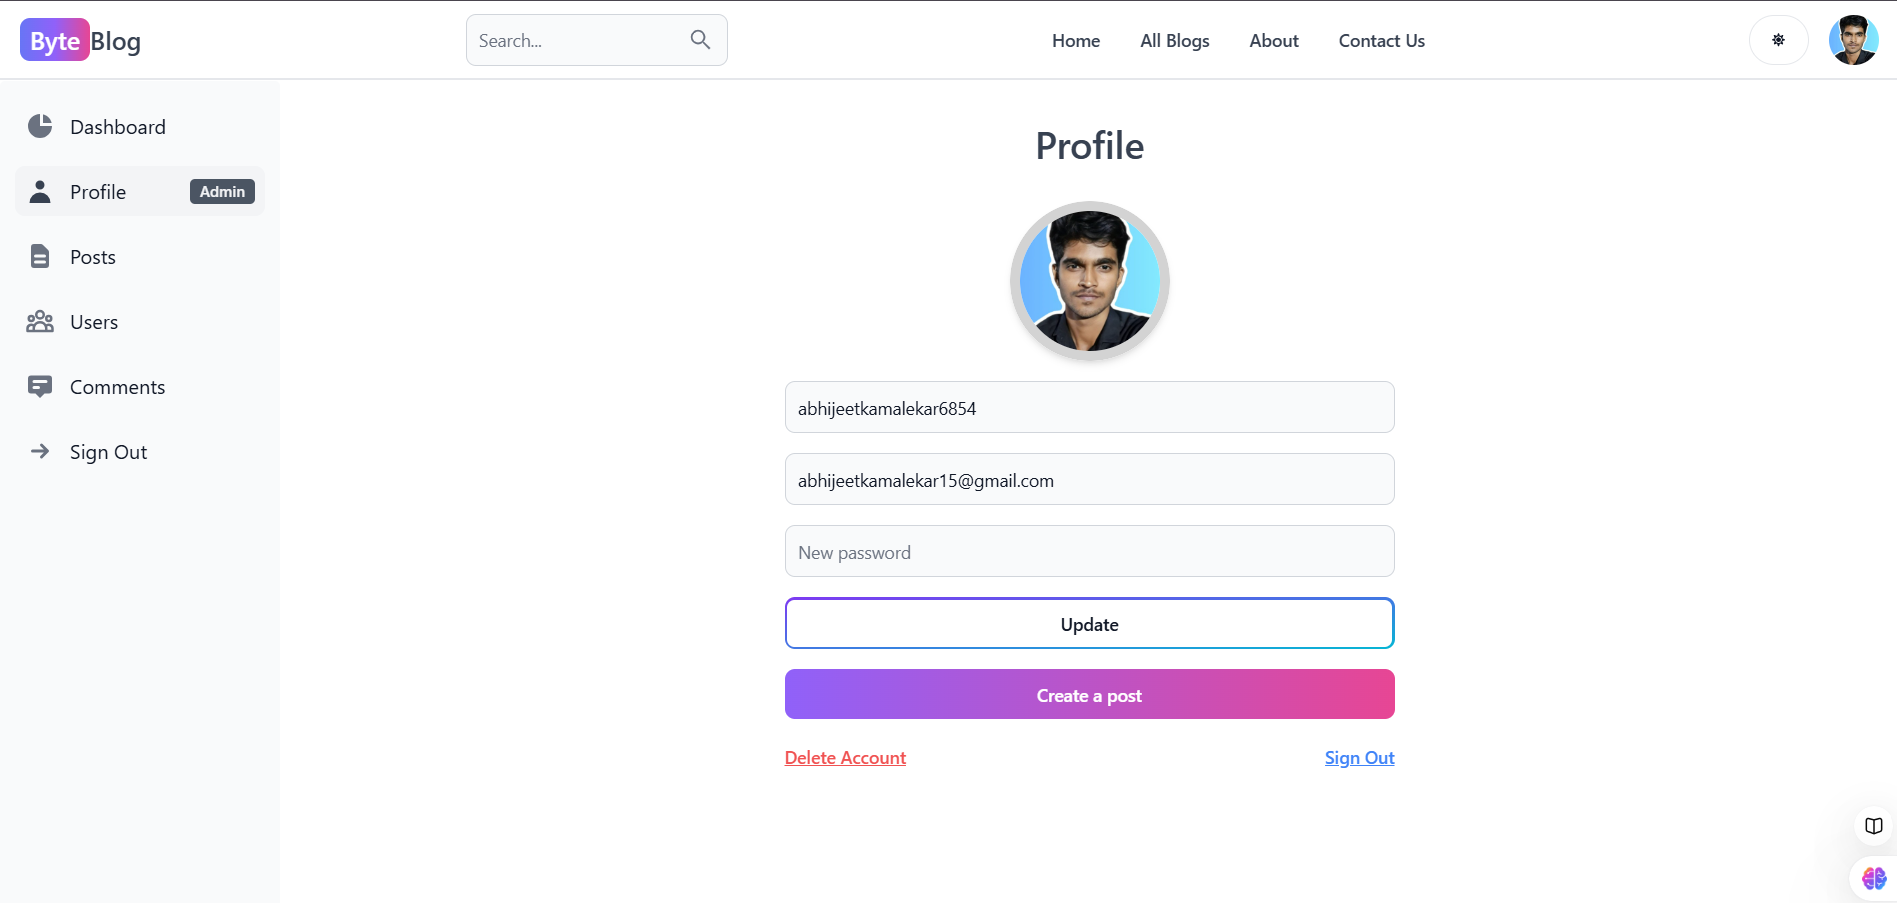 Byte Blog
Search...
Home
All Blogs
About
Contact Us
Dashboard
Profile
Admin
Posts
Users
Comments
Sign Out
Profile
abhijeetkamalekar6854
abhijeetkamalekar15@gmail.com
New password
Update
Create a post
Delete Account
Sign Out